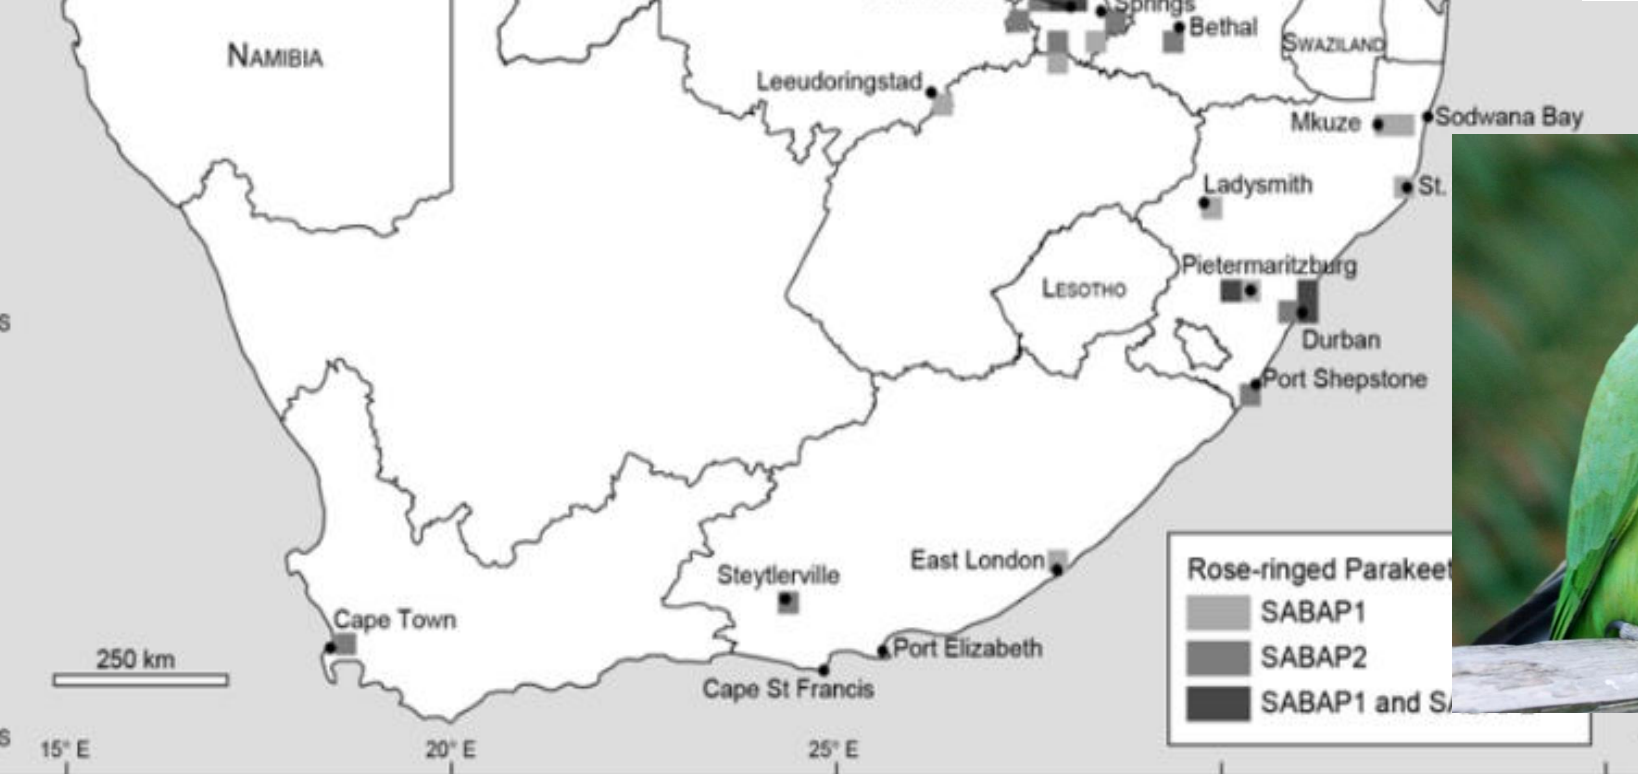 Springs
Bethal
NAMIBIA
SWAZILAND
Leeudoringstad
Mkuze
Sodwana Bay
Ladysmith
St.
Pietermaritzburg
LESOTHO
S
Durban
Port Shepstone
East London
Rose-ringed Parakeet
Steytlerville
SABAP1
Cape Town
Port Elizabeth
SABAP2
250 km
Cape St Francis
SABAP1 and
S
15° E
20° E
25° E